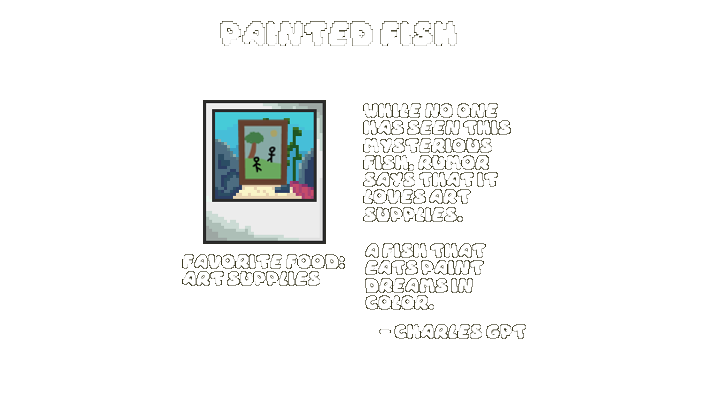 PAINTED FISH
WHILE NO ONE
HAS SEEN THIS
MYSTERIOUS
FISH, RUMOR
SAYS THAT IT
LOVES ART
SUPPLIES.
A FISH THAT
EATS PAINT
DREAMS IN
COLOR.
- CHARLES GPT
FAVORITE FOOD:
ART SUPPLIES